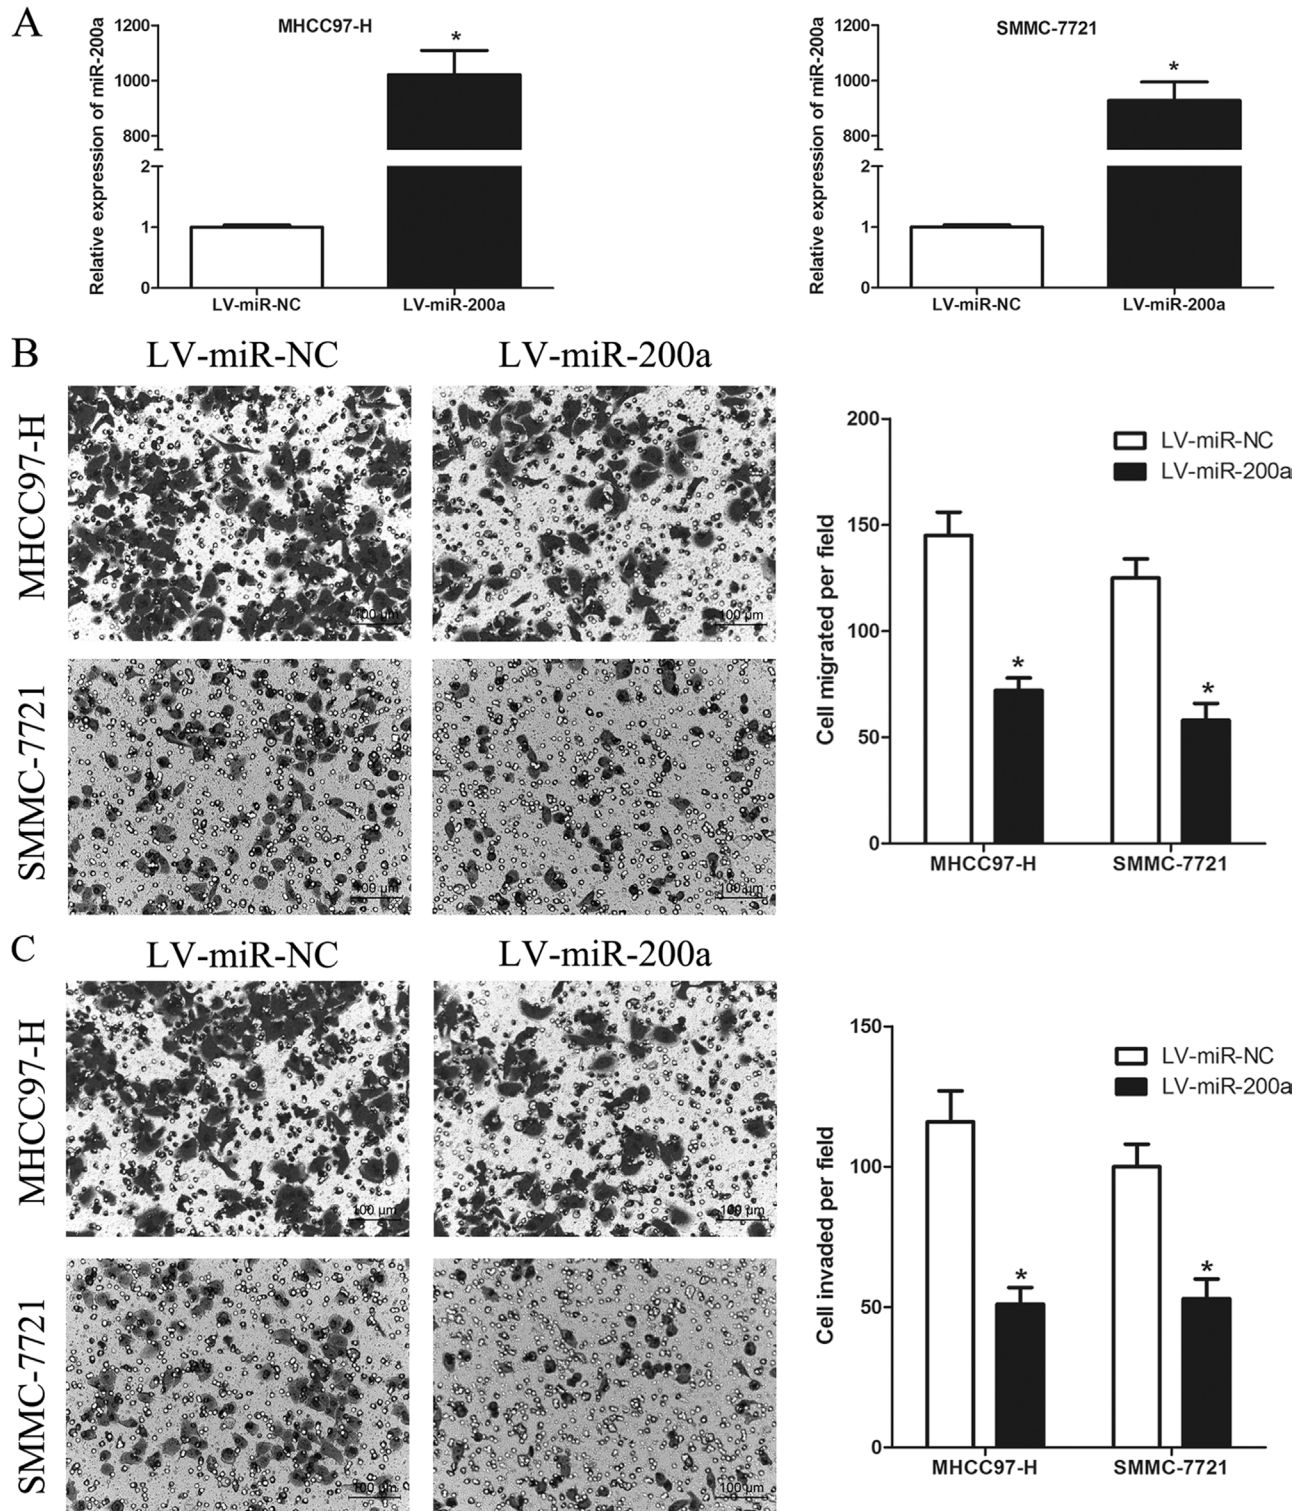 A
MHCC97-H
Relative expression of miR-200a
1200
1000
800
2
1
0
*
LV-miR-NC
LV-miR-200a
SMMC-7721
Relative expression of miR-200a
1200
1000
800
2
1
0
*
LV-miR-NC
LV-miR-200a
B
LV-miR-NC
LV-miR-200a
MHCC97-H
100 µm
100 µm
SMMC-7721
100 µm
100 µm
Cell migrated per field
200
150
100
50
0
LV-miR-NC
LV-miR-200a
*
*
MHCC97-H
SMMC-7721
C
LV-miR-NC
LV-miR-200a
MHCC97-H
100 µm
100 µm
SMMC-7721
100 µm
100 µm
Cell invaded per field
150
100
50
0
LV-miR-NC
LV-miR-200a
*
*
MHCC97-H
SMMC-7721